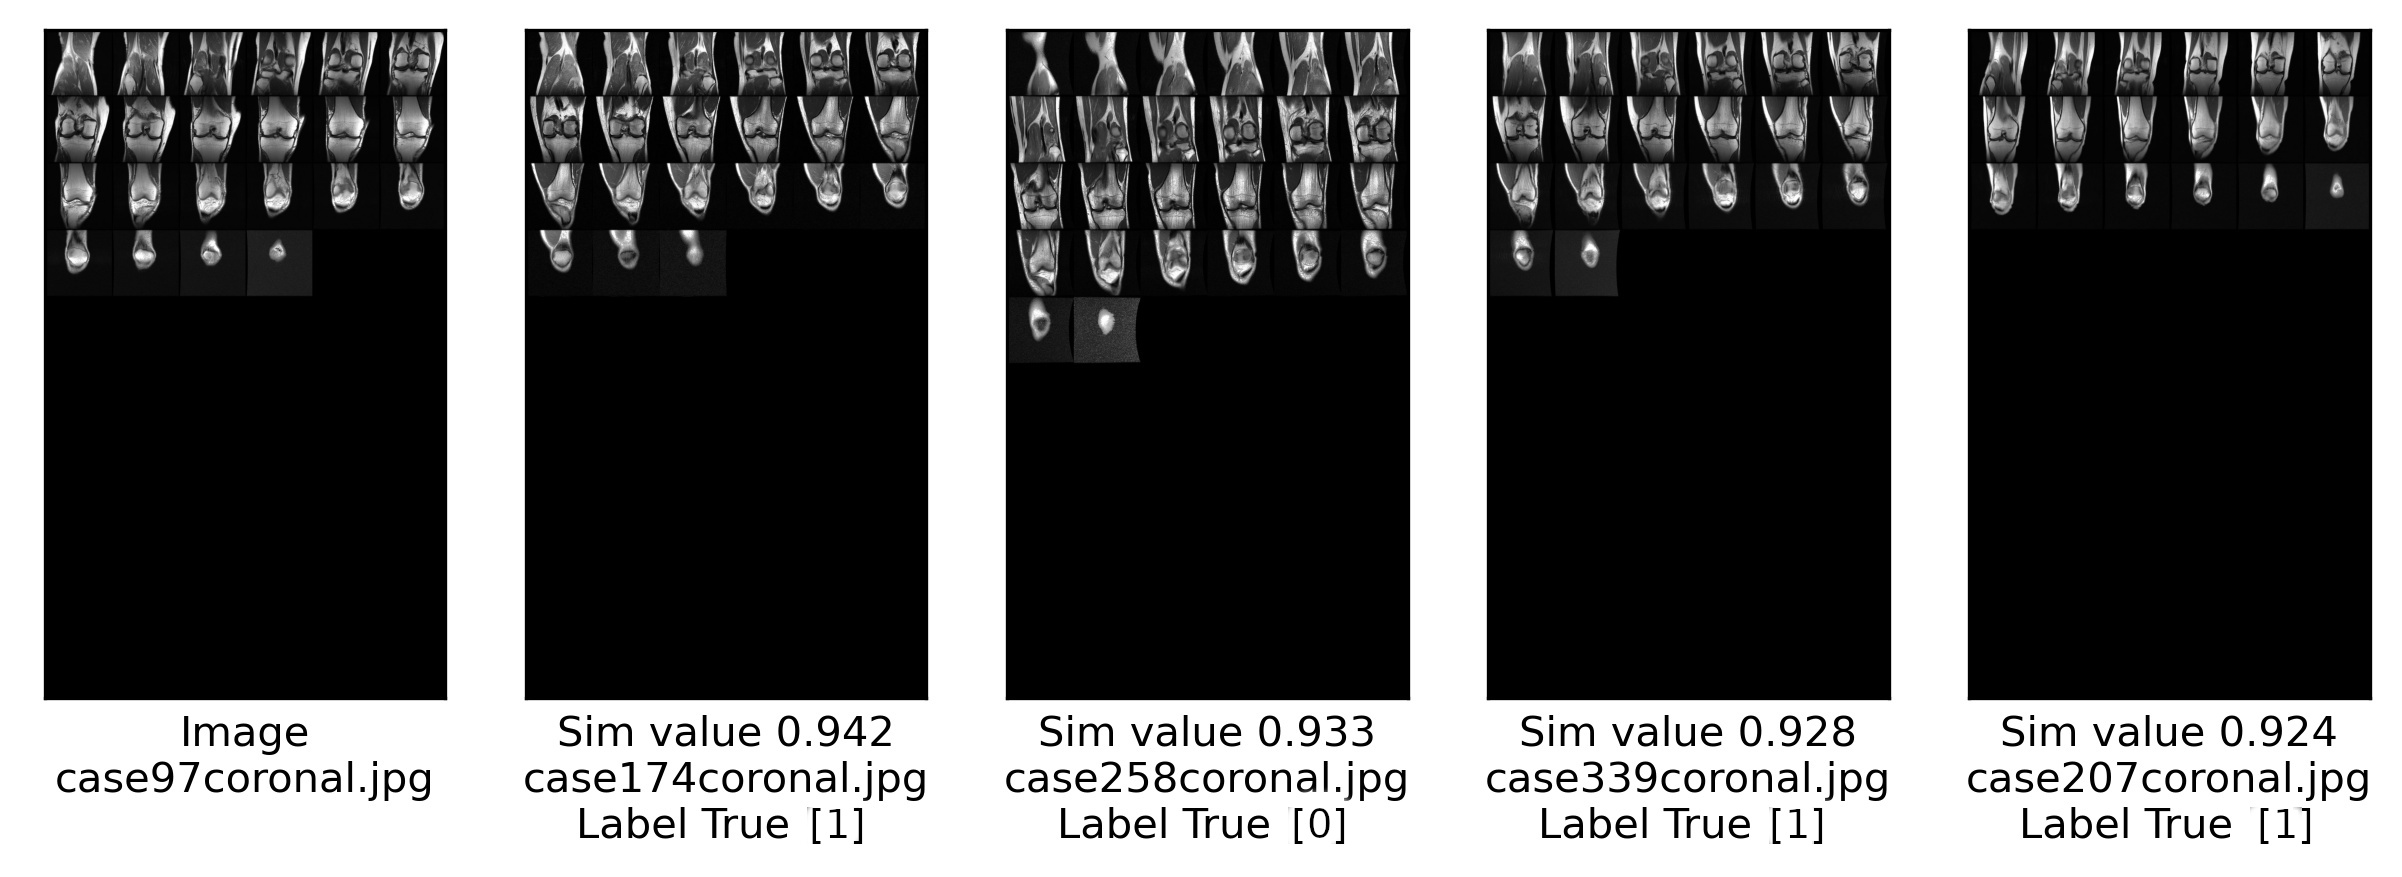 Image
case97coronal.jpg
Sim value 0.942
case174coronal.jpg
Label True [1]
Sim value 0.933
case258coronal.jpg
Label True [0]
Sim value 0.928
case339coronal.jpg
Label True [1]
Sim value 0.924
case207coronal.jpg
Label True [1]